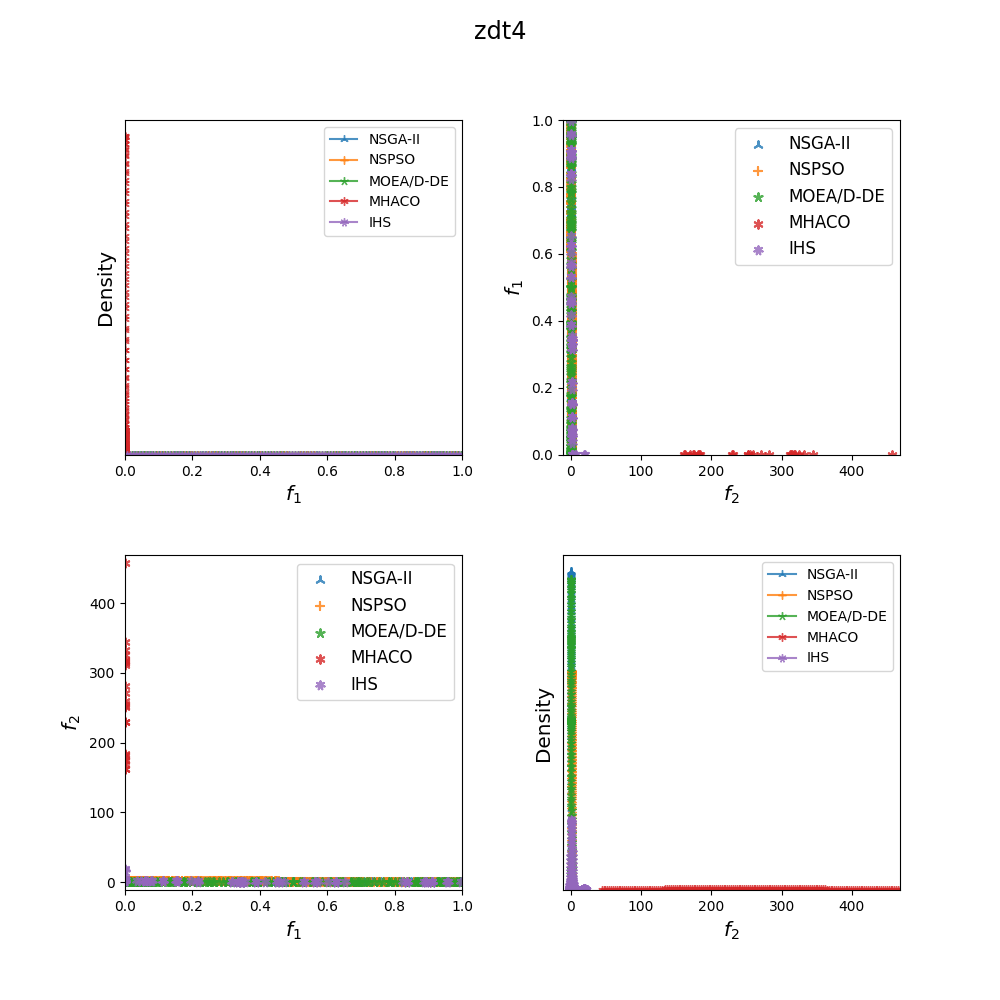 zdt4
Density
NSGA-II
NSPSO
MOEA/D-DE
MHACO
IHS
0.0 0.2 0.4 0.6 0.8 1.0
f1
f1
1.0
0.8
0.6
0.4
0.2
0.0
NSGA-II
NSPSO
MOEA/D-DE
MHACO
IHS
0 100 200 300 400
f2
f2
400
300
200
100
0
NSGA-II
NSPSO
MOEA/D-DE
MHACO
IHS
0.0 0.2 0.4 0.6 0.8 1.0
f1
Density
NSGA-II
NSPSO
MOEA/D-DE
MHACO
IHS
0 100 200 300 400
f2